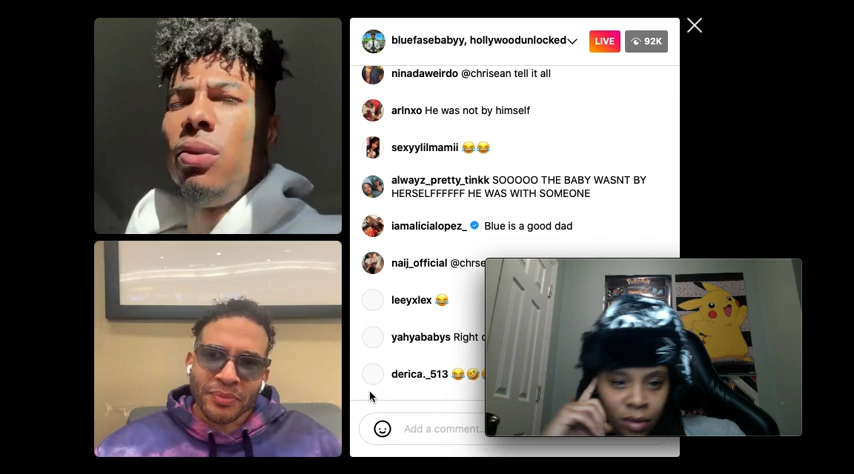 bluefasebabyy, hollywoodunlocked
LIVE
92K
ninadaweirdo @chrisean tell it all
arlnxo He was not by himself
sexyylilmamii 😂😂
alwayz_pretty_tinkk SOOOOO THE BABY WASNT BY
HERSELFFFFFF HE WAS WITH SOMEONE
iamalicialopez_ Blue is a good dad
naij_official @chrse
leeyxlex 😂
yahyababys Right
derica._513 😂🤣
Add a comment...